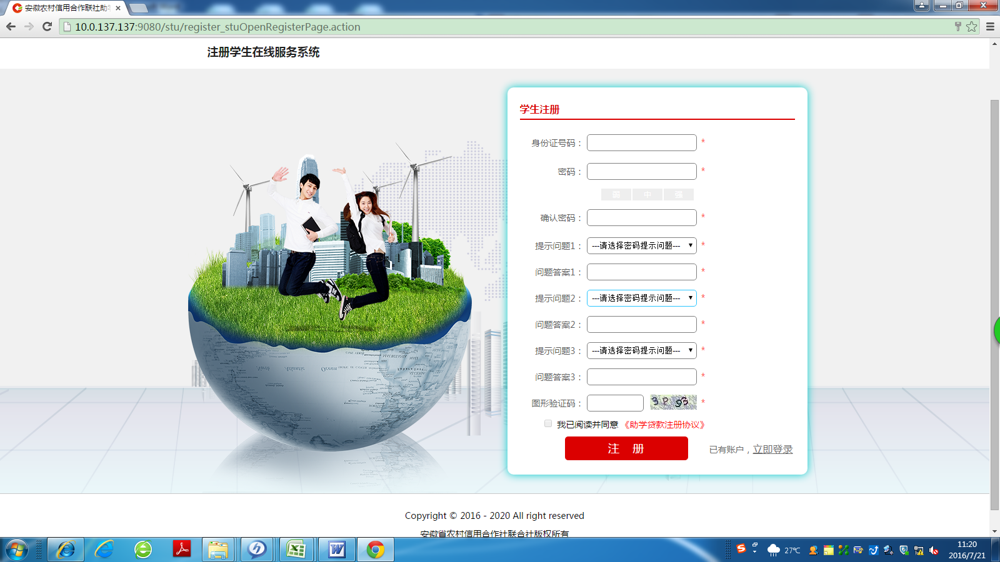 安徽农村信用合作联社助学
10.0.137.137:9080/stu/register_stuOpenRegisterPage.action
注册学生在线服务系统
学生注册
身份证号码： *
密码： *
弱 中 强
确认密码： *
提示问题1： ---请选择密码提示问题--- *
问题答案1： *
提示问题2： ---请选择密码提示问题--- *
问题答案2： *
提示问题3： ---请选择密码提示问题--- *
问题答案3： *
图形验证码： 3P93 *
我已阅读并同意 《助学贷款注册协议》
注 册 已有账户，立即登录
Copyright © 2016 - 2020 All right reserved
安徽省农村信用合作社联合社版权所有
27℃
11:20
2016/7/21